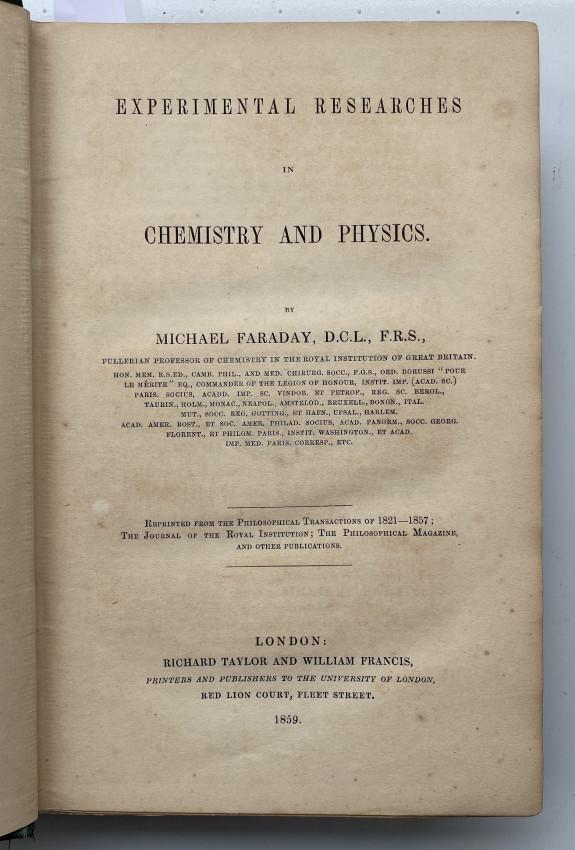 EXPERIMENTAL RESEARCHES
IN
CHEMISTRY AND PHYSICS.
BY
MICHAEL FARADAY, D.C.L., F.R.S.,
FULLERIAN PROFESSOR OF CHEMISTRY IN THE ROYAL INSTITUTION OF GREAT BRITAIN.
HON. MEM. R.S.ED., CAMB. PHIL., AND MED. CHIRURG. SOCC., F.G.S., ORD. BORUSSI "POUR
LE MÉRITE" EQ., COMMANDER OF THE LEGION OF HONOUR, INSTIT. IMP. (ACAD. SC.)
PARIS. SOCIUS, ACADD. IMP. SC. VINDOB. ET PETROP., REG. SC. BEROL.,
TAURIN., HOLM., MONAC., NEAPOL., AMSTELOD., BRUXELL., BONON., ITAL.
MUT., SOCC. REG. GOTTING., ET HAFN., UPSAL., HARLEM.
ACAD. AMER. BOST., ET SOC. AMER. PHILAD. SOCIUS, ACAD. PANORM., SOCC. GEORG.
FLORENT., ET PHILOM. PARIS., INSTIT. WASHINGTON., ET ACAD.
IMP. MED. PARIS. CORRESP., ETC.
REPRINTED FROM THE PHILOSOPHICAL TRANSACTIONS OF 1821—1857;
THE JOURNAL OF THE ROYAL INSTITUTION; THE PHILOSOPHICAL MAGAZINE,
AND OTHER PUBLICATIONS.
LONDON:
RICHARD TAYLOR AND WILLIAM FRANCIS,
PRINTERS AND PUBLISHERS TO THE UNIVERSITY OF LONDON,
RED LION COURT, FLEET STREET.
1859.